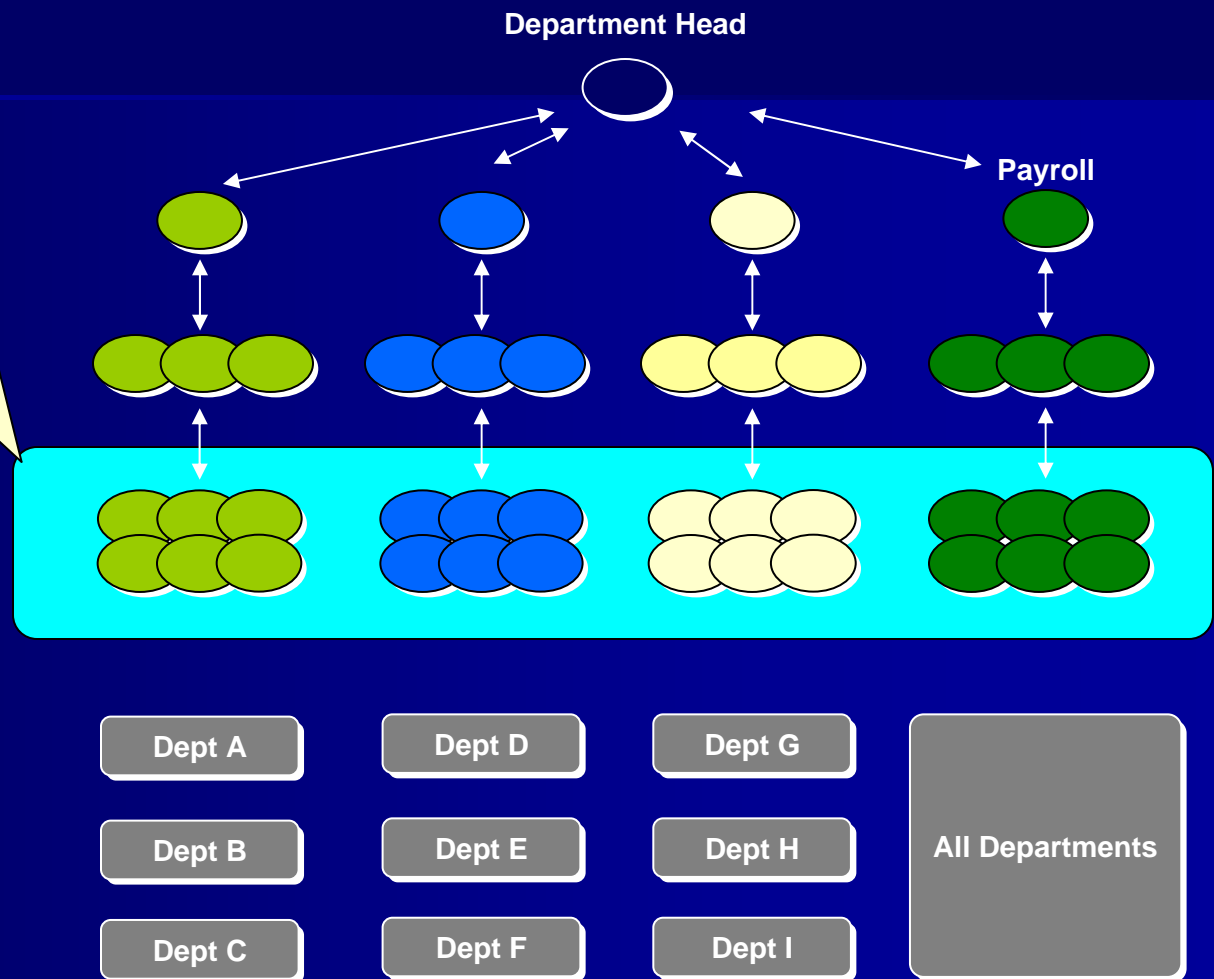 Department Head
Payroll
Dept A
Dept D
Dept G
Dept B
Dept E
Dept H
All Departments
Dept C
Dept F
Dept I